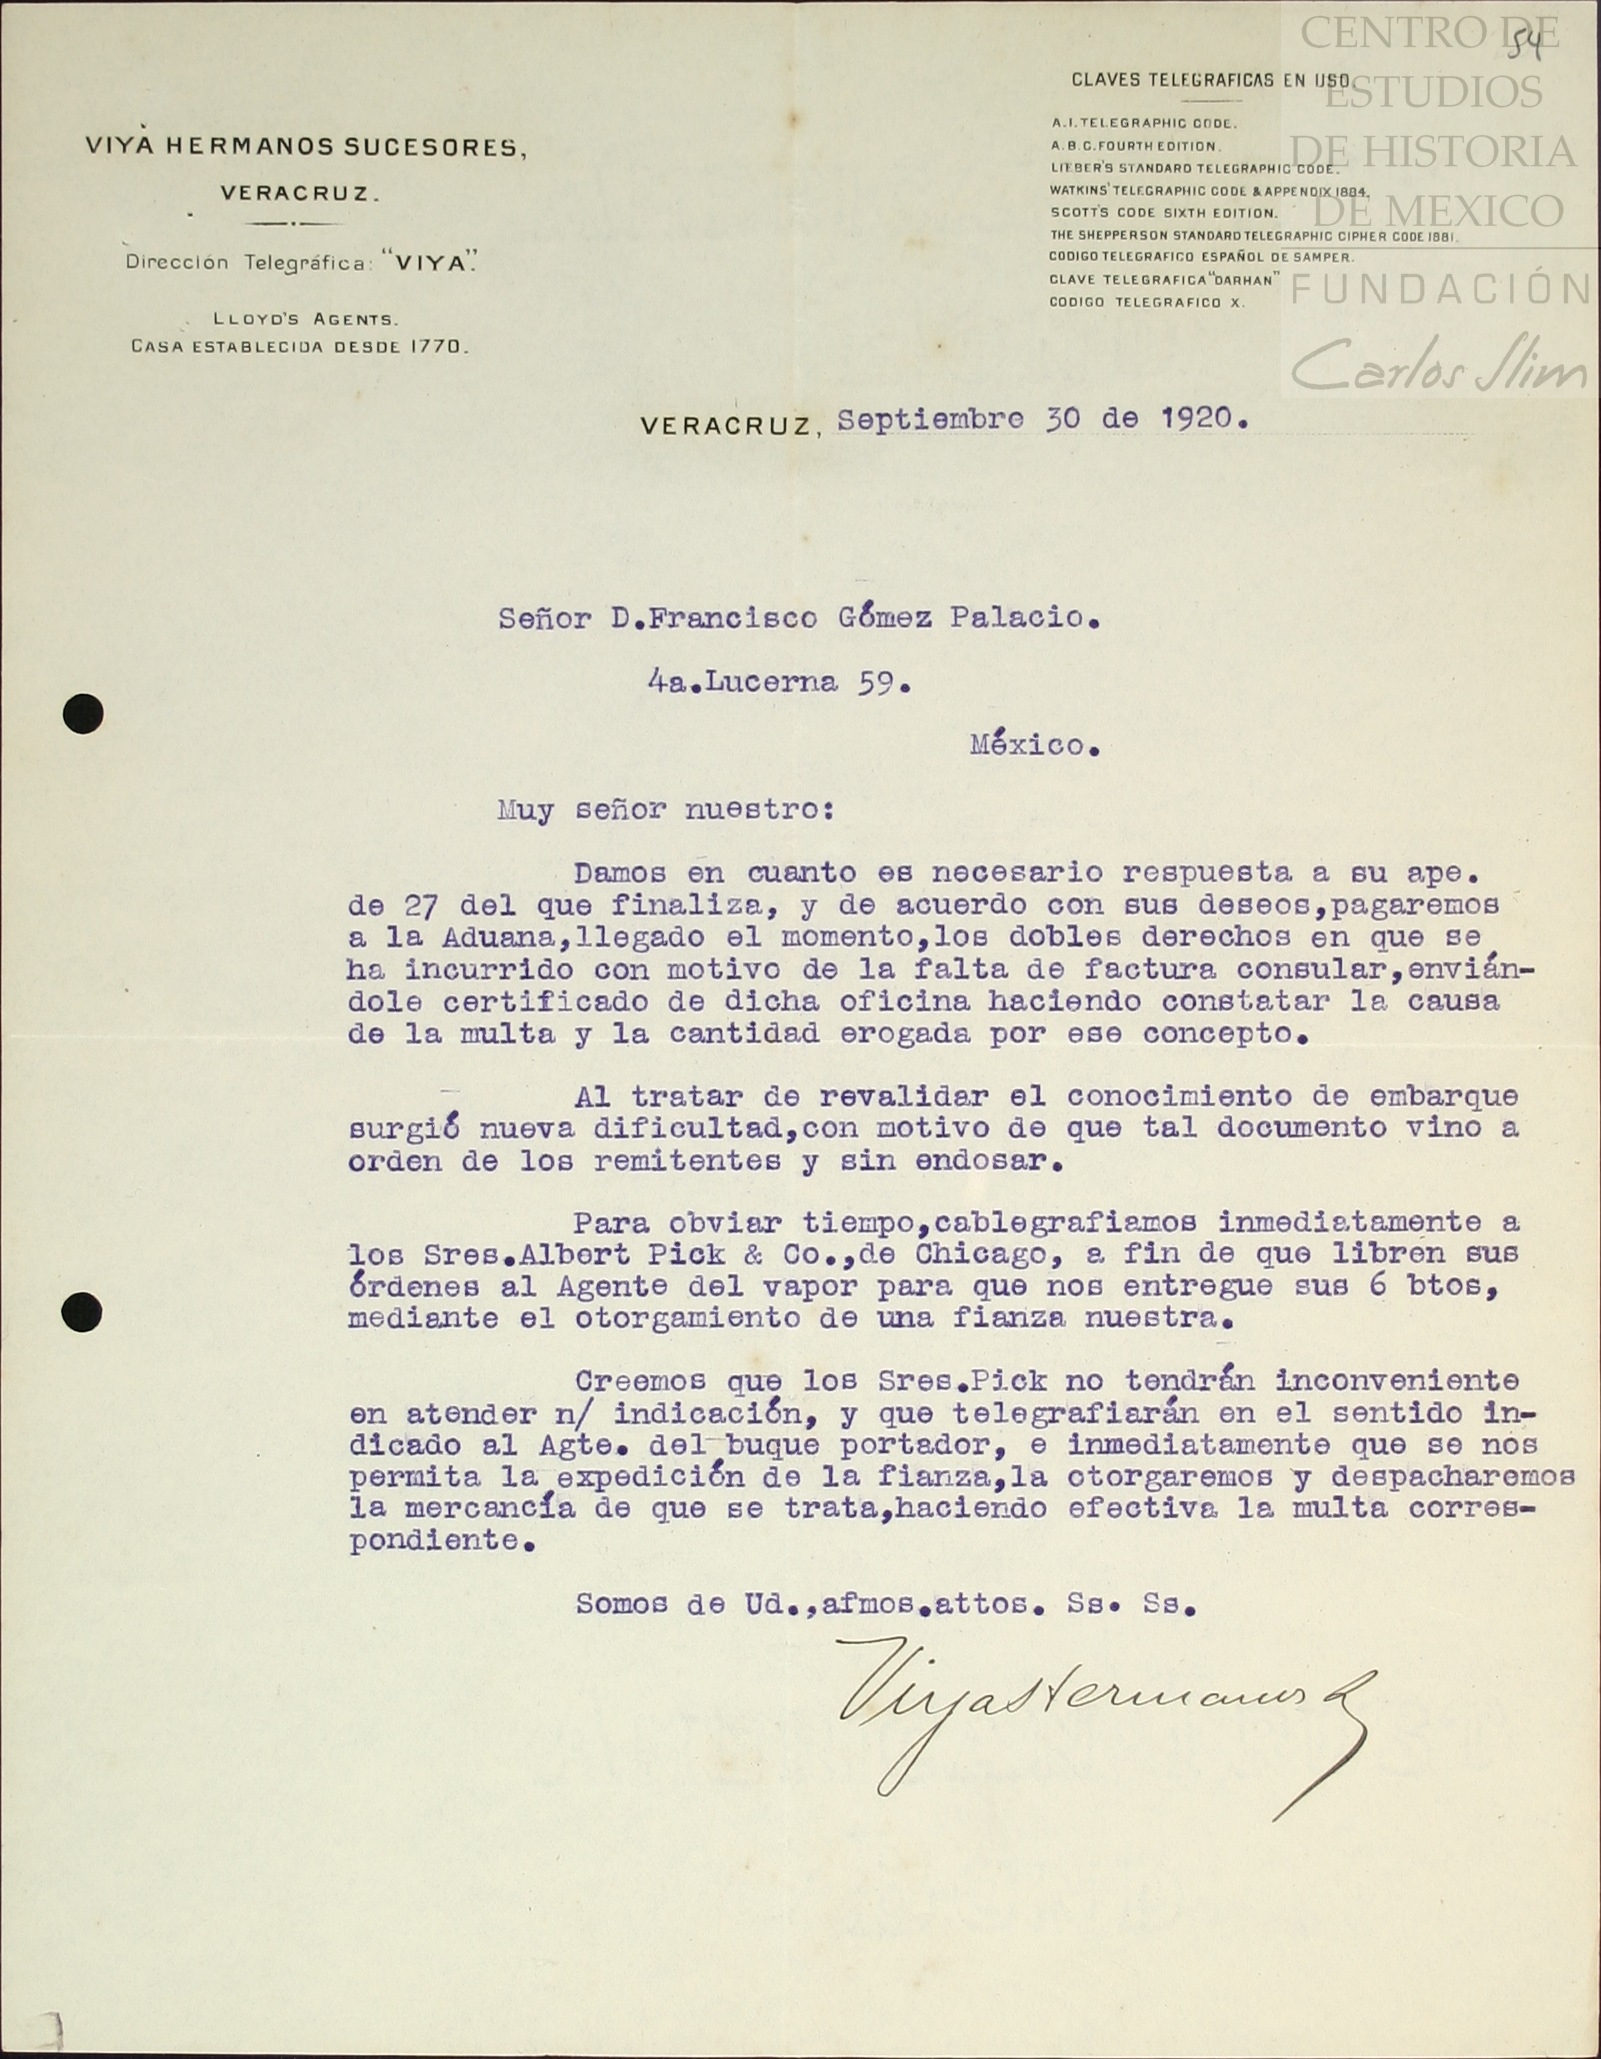 54
CENTRO DE
ESTUDIOS
DE HISTORIA
DE MEXICO
FUNDACIÓN
Carlos Slim
VIYA HERMANOS SUCESORES,
VERACRUZ.
Dirección Telegráfica: "VIYA".
LLOYD'S AGENTS.
CASA ESTABLECIDA DESDE 1770.
CLAVES TELEGRAFICAS EN USO.
A.I. TELEGRAPHIC CODE.
A.B.C. FOURTH EDITION.
LIEBER'S STANDARD TELEGRAPHIC CODE.
WATKINS' TELEGRAPHIC CODE & APPENDIX 1884.
SCOTT'S CODE SIXTH EDITION.
THE SHEPPERSON STANDARD TELEGRAPHIC CIPHER CODE 1881.
CODIGO TELEGRAFICO ESPAÑOL DE SAMPER.
CLAVE TELEGRAFICA "DARHAN"
CODIGO TELEGRAFICO X.
VERACRUZ, Septiembre 30 de 1920.
Señor D.Francisco Gómez Palacio.
4a.Lucerna 59.
México.
Muy señor nuestro:
Damos en cuanto es necesario respuesta a su ape.
de 27 del que finaliza, y de acuerdo con sus deseos,pagaremos
a la Aduana,llegado el momento,los dobles derechos en que se
ha incurrido con motivo de la falta de factura consular,envián-
dole certificado de dicha oficina haciendo constatar la causa
de la multa y la cantidad erogada por ese concepto.
Al tratar de revalidar el conocimiento de embarque
surgió nueva dificultad,con motivo de que tal documento vino a
orden de los remitentes y sin endosar.
Para obviar tiempo,cablegrafiamos inmediatamente a
los Sres.Albert Pick & Co.,de Chicago, a fin de que libren sus
órdenes al Agente del vapor para que nos entregue sus 6 btos,
mediante el otorgamiento de una fianza nuestra.
Creemos que los Sres.Pick no tendrán inconveniente
en atender n/ indicación, y que telegrafiarán en el sentido in-
dicado al Agte. del buque portador, e inmediatamente que se nos
permita la expedición de la fianza,la otorgaremos y despacharemos
la mercancía de que se trata,haciendo efectiva la multa corres-
pondiente.
Somos de Ud.,afmos.attos. Ss. Ss.
Viya Hermanos